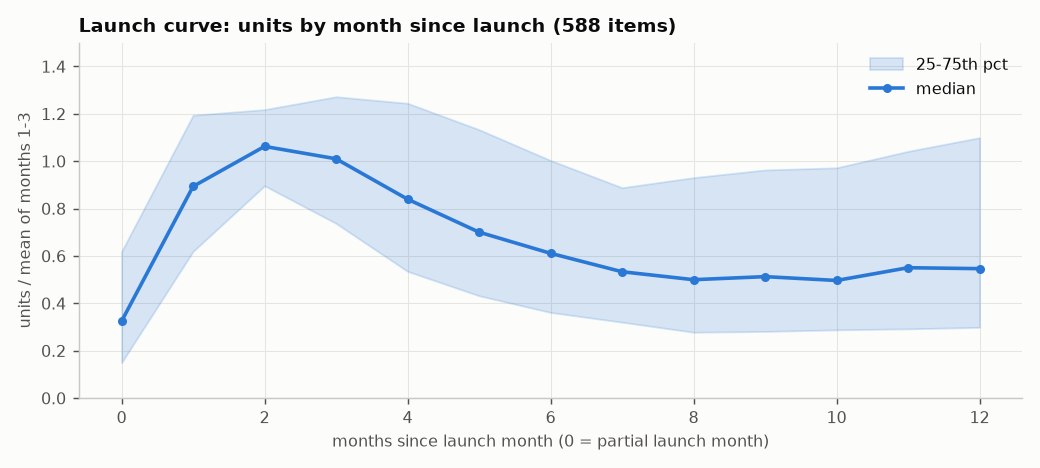 Launch curve: units by month since launch (588 items)
25-75th pct
median
units / mean of months 1-3
1.4
1.2
1.0
0.8
0.6
0.4
0.2
0.0
0 2 4 6 8 10 12
months since launch month (0 = partial launch month)